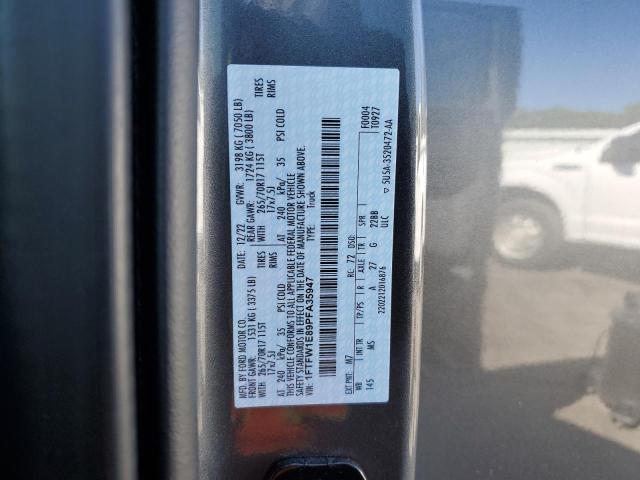 MFD. BY FORD MOTOR CO. DATE: 12/22 GVWR: 3198 KG (7050 LB)
FRONT GAWR: 1531 KG (3375 LB) REAR GAWR: 1724 KG (3800 LB)
WITH 265/70R17 115T TIRES WITH 265/70R17 115T TIRES
17x7.5J RIMS 17x7.5J RIMS
AT 240 kPa/ 35 PSI COLD AT 240 kPa/ 35 PSI COLD
THIS VEHICLE CONFORMS TO ALL APPLICABLE FEDERAL MOTOR VEHICLE
SAFETY STANDARDS IN EFFECT ON THE DATE OF MANUFACTURE SHOWN ABOVE.
VIN: 1FTFW1E89PFA35947 Truck
F0004
T0927
EXT PNT: M7 RC: 72 DSO:
WB INT TR TP/PS R AXLE TR SPR
145 MS A 27 G 22BB
ULC
2202212016876
5USA-3520472-AA